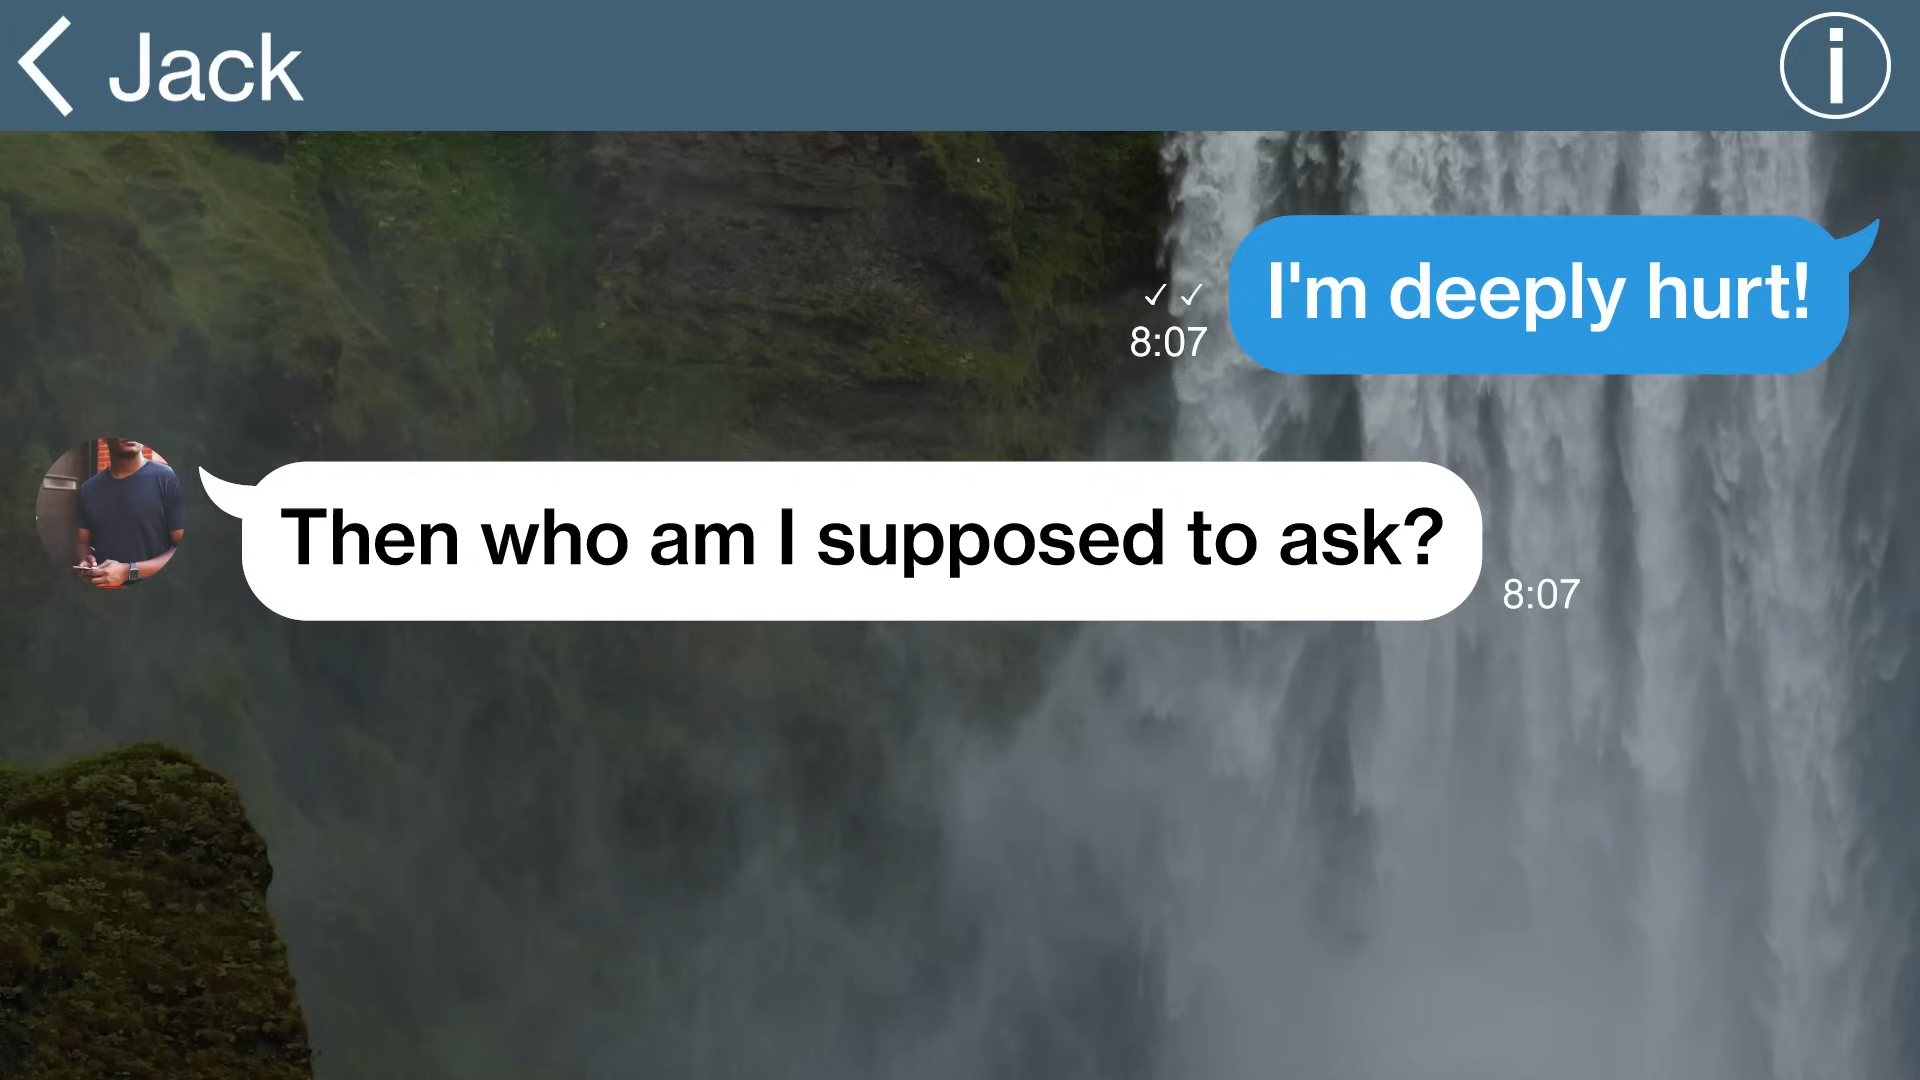 Jack
I'm deeply hurt!
✓✓
8:07
Then who am I supposed to ask?
8:07